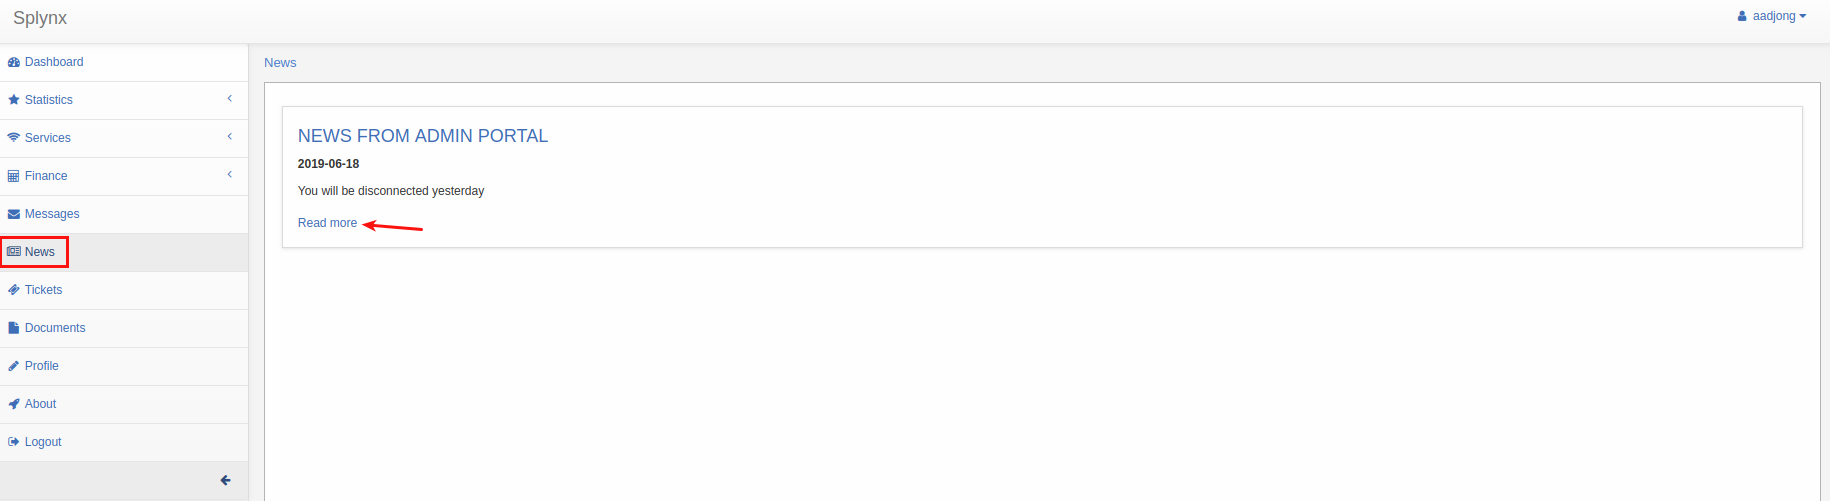 Splynx
aadjong
Dashboard
Statistics
Services
Finance
Messages
News
Tickets
Documents
Profile
About
Logout
News
NEWS FROM ADMIN PORTAL
2019-06-18
You will be disconnected yesterday
Read more